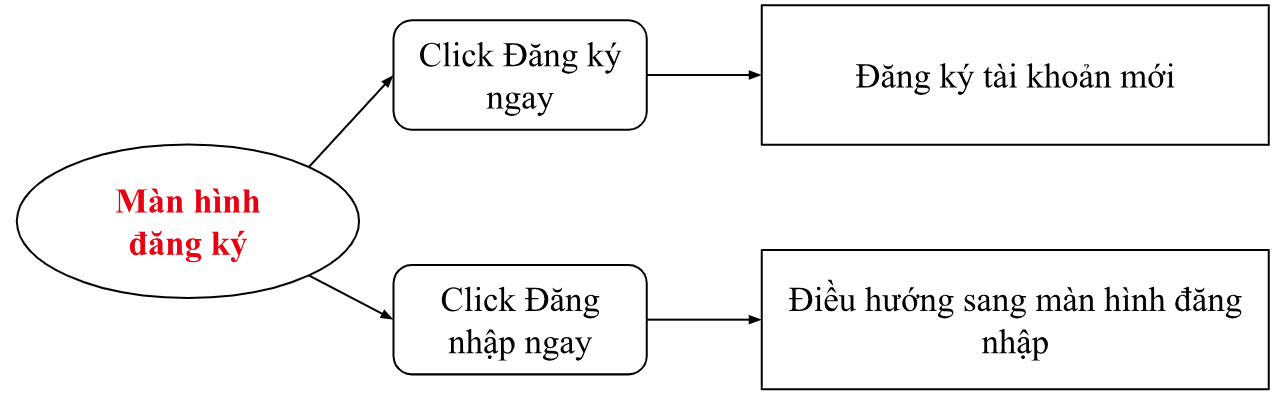 Click Đăng ký
ngay
Đăng ký tài khoản mới
Màn hình
đăng ký
Click Đăng
nhập ngay
Điều hướng sang màn hình đăng
nhập